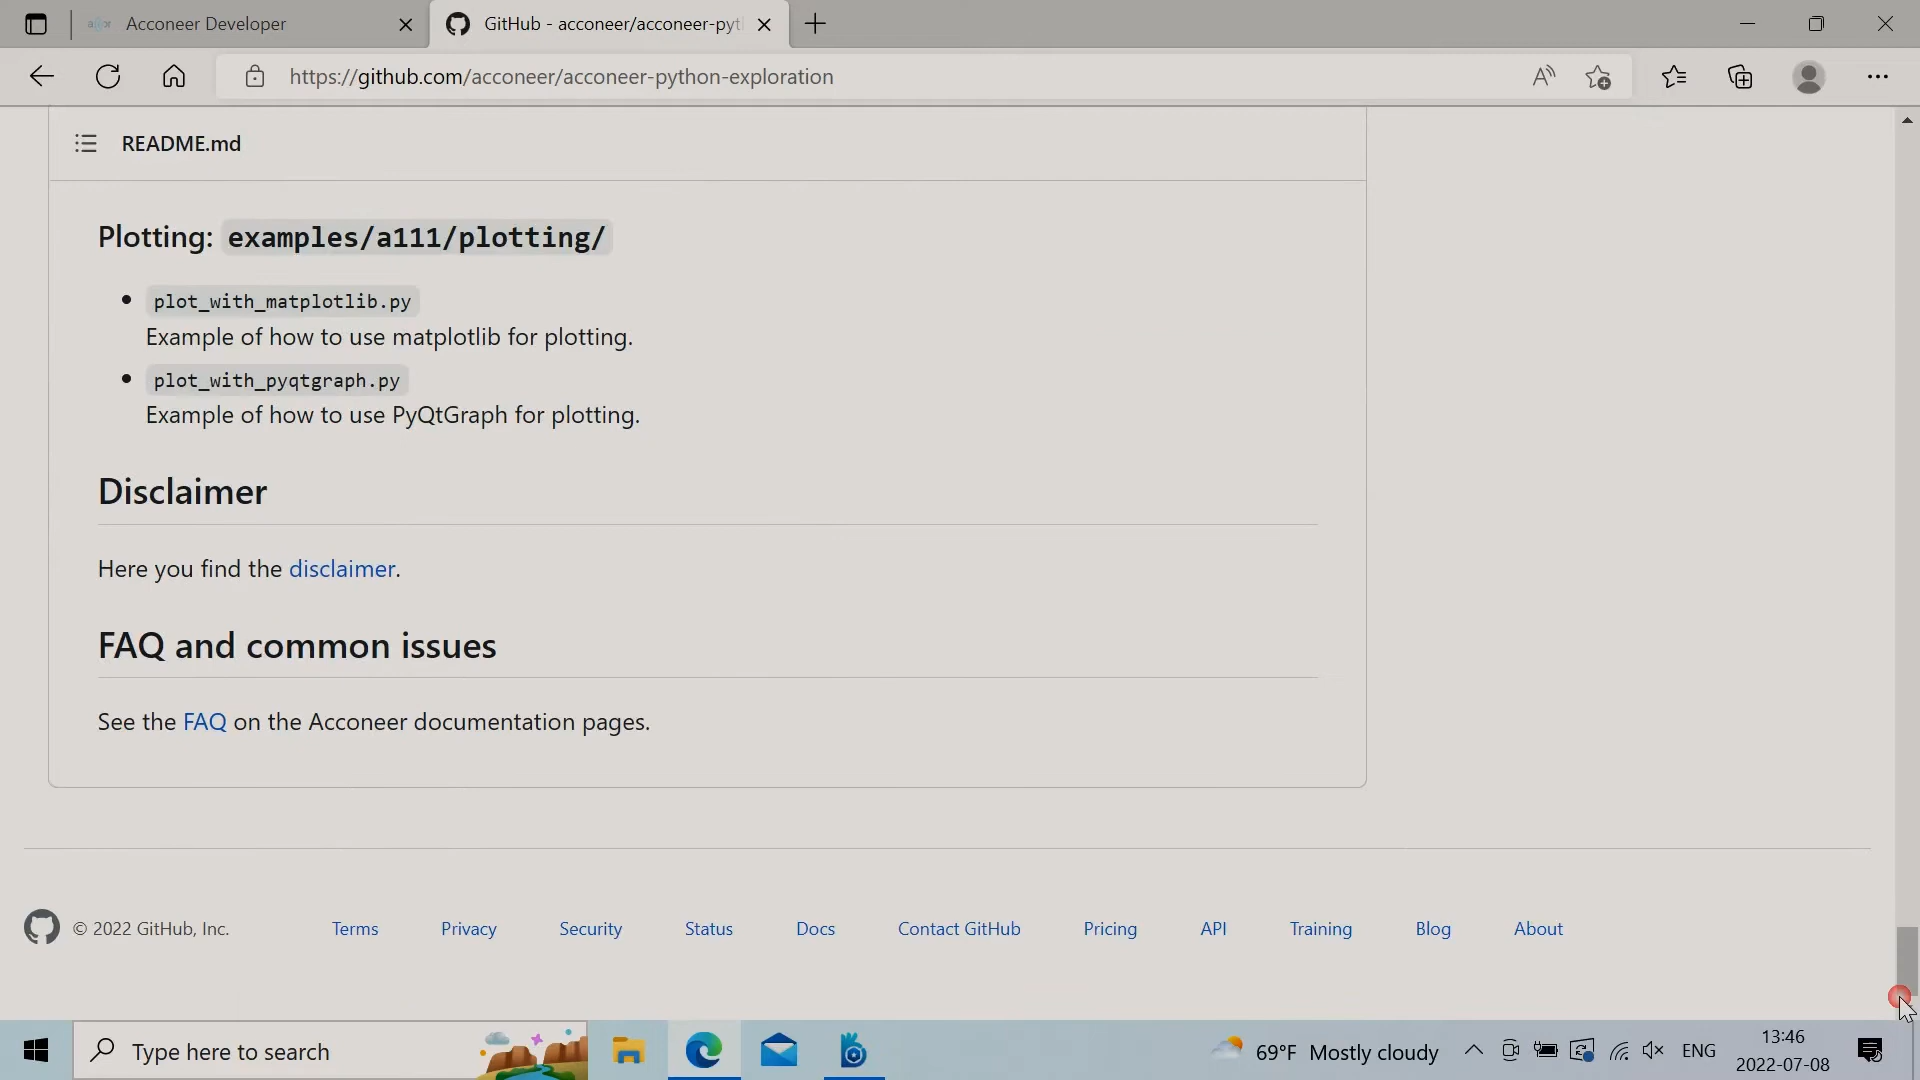 Acconeer Developer
GitHub - acconeer/acconeer-pyt
https://github.com/acconeer/acconeer-python-exploration
README.md
Plotting: examples/a111/plotting/
plot_with_matplotlib.py
Example of how to use matplotlib for plotting.
plot_with_pyqtgraph.py
Example of how to use PyQtGraph for plotting.
Disclaimer
Here you find the disclaimer.
FAQ and common issues
See the FAQ on the Acconeer documentation pages.
© 2022 GitHub, Inc. Terms Privacy Security Status Docs Contact GitHub Pricing API Training Blog About
Type here to search
69°F Mostly cloudy
ENG
13:46
2022-07-08